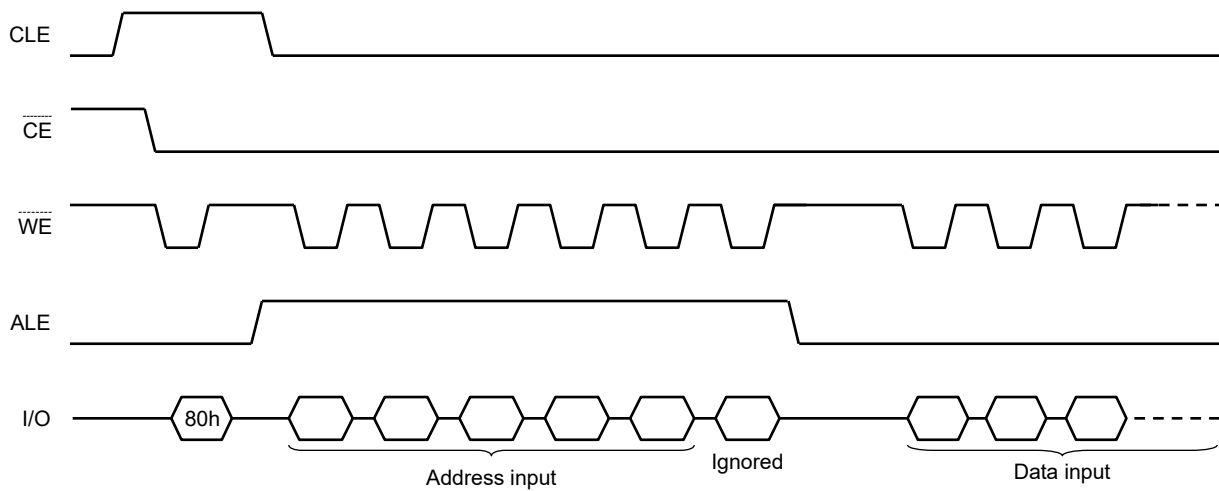 CLE
CE
WE
ALE
I/O
80h
Address input
Ignored
Data input